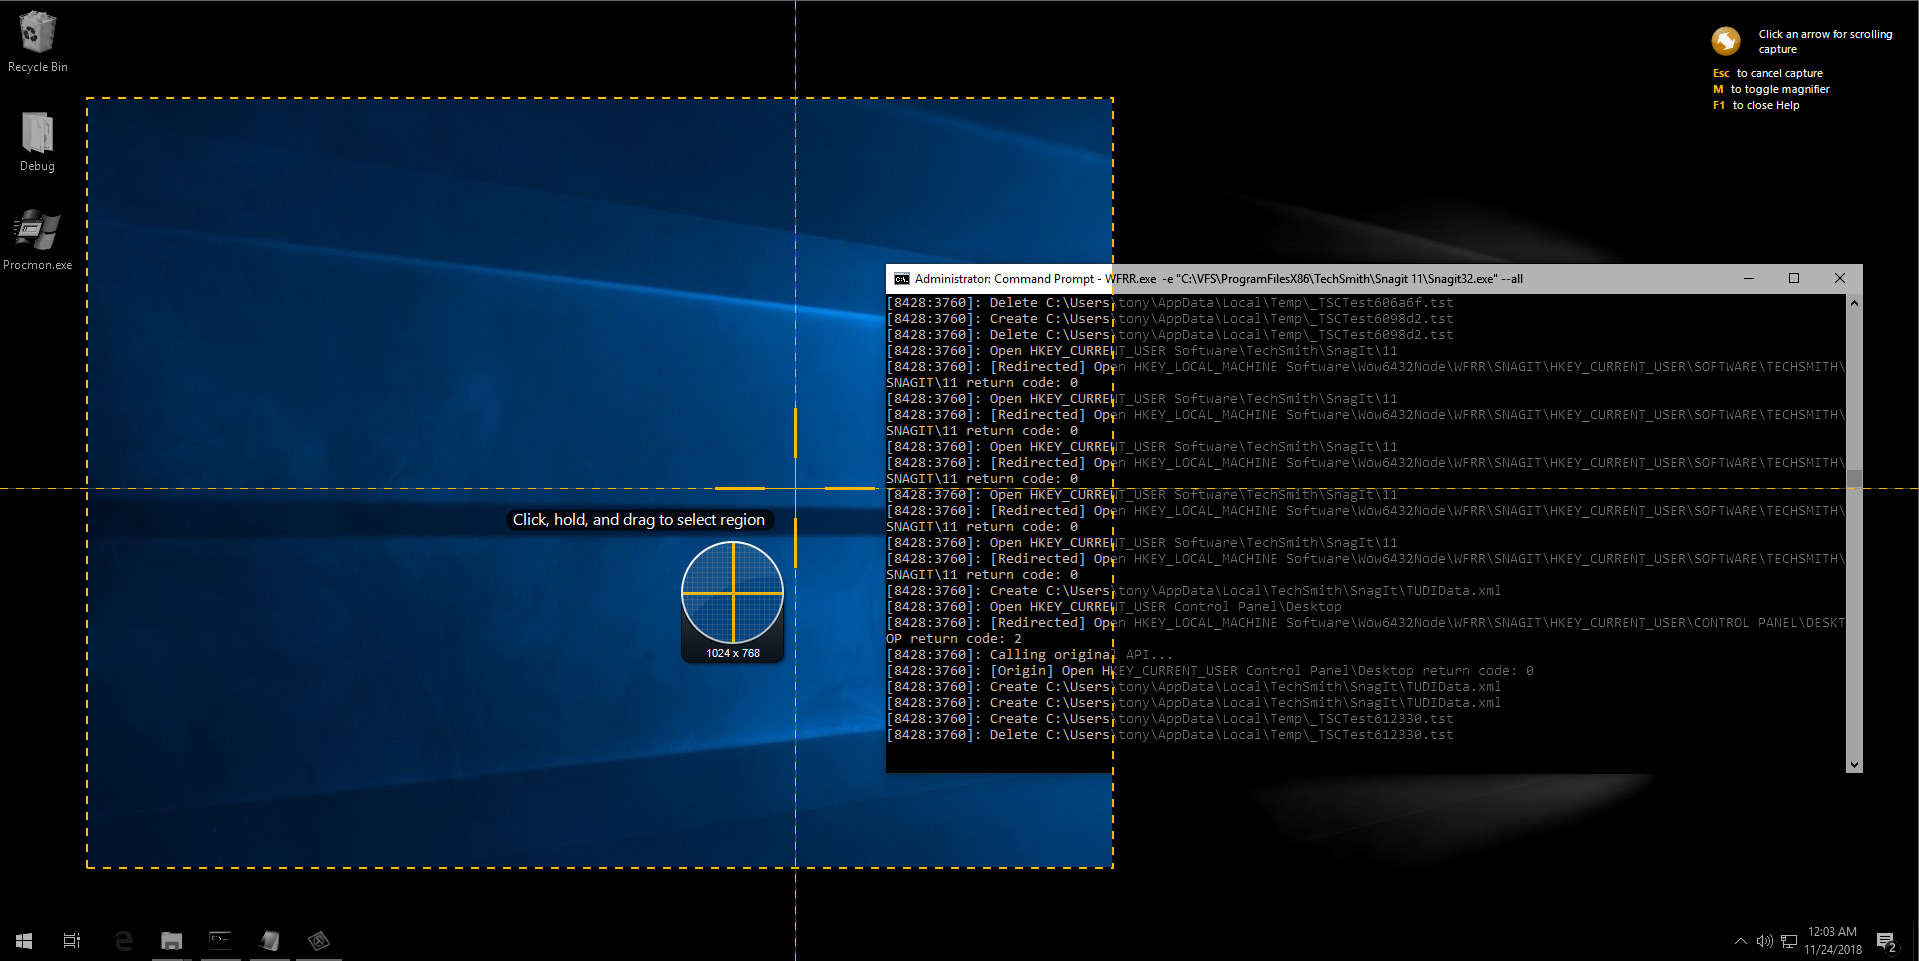 Recycle Bin
Debug
Procmon.exe
Click an arrow for scrolling
capture
Esc to cancel capture
M to toggle magnifier
F1 to close Help
Administrator: Command Prompt - WFRR.exe -e "C:\VFS\ProgramFilesX86\TechSmith\Snagit 11\Snagit32.exe" --all
[8428:3760]: Delete C:\Users\tony\AppData\Local\Temp\_TSCTest606a6f.tst
[8428:3760]: Create C:\Users\tony\AppData\Local\Temp\_TSCTest6098d2.tst
[8428:3760]: Delete C:\Users\tony\AppData\Local\Temp\_TSCTest6098d2.tst
[8428:3760]: Open HKEY_CURRENT_USER Software\TechSmith\SnagIt\11
[8428:3760]: [Redirected] Open HKEY_LOCAL_MACHINE Software\Wow6432Node\WFRR\SNAGIT\HKEY_CURRENT_USER\SOFTWARE\TECHSMITH\
SNAGIT\11 return code: 0
[8428:3760]: Open HKEY_CURRENT_USER Software\TechSmith\SnagIt\11
[8428:3760]: [Redirected] Open HKEY_LOCAL_MACHINE Software\Wow6432Node\WFRR\SNAGIT\HKEY_CURRENT_USER\SOFTWARE\TECHSMITH\
SNAGIT\11 return code: 0
[8428:3760]: Open HKEY_CURRENT_USER Software\TechSmith\SnagIt\11
[8428:3760]: [Redirected] Open HKEY_LOCAL_MACHINE Software\Wow6432Node\WFRR\SNAGIT\HKEY_CURRENT_USER\SOFTWARE\TECHSMITH\
SNAGIT\11 return code: 0
[8428:3760]: Open HKEY_CURRENT_USER Software\TechSmith\SnagIt\11
[8428:3760]: [Redirected] Open HKEY_LOCAL_MACHINE Software\Wow6432Node\WFRR\SNAGIT\HKEY_CURRENT_USER\SOFTWARE\TECHSMITH\
SNAGIT\11 return code: 0
[8428:3760]: Open HKEY_CURRENT_USER Software\TechSmith\SnagIt\11
[8428:3760]: [Redirected] Open HKEY_LOCAL_MACHINE Software\Wow6432Node\WFRR\SNAGIT\HKEY_CURRENT_USER\SOFTWARE\TECHSMITH\
SNAGIT\11 return code: 0
[8428:3760]: Create C:\Users\tony\AppData\Local\TechSmith\SnagIt\TUDIData.xml
[8428:3760]: Open HKEY_CURRENT_USER Control Panel\Desktop
[8428:3760]: [Redirected] Open HKEY_LOCAL_MACHINE Software\Wow6432Node\WFRR\SNAGIT\HKEY_CURRENT_USER\CONTROL PANEL\DESKT
OP return code: 2
[8428:3760]: Calling original API...
[8428:3760]: [Origin] Open HKEY_CURRENT_USER Control Panel\Desktop return code: 0
[8428:3760]: Create C:\Users\tony\AppData\Local\TechSmith\SnagIt\TUDIData.xml
[8428:3760]: Create C:\Users\tony\AppData\Local\TechSmith\SnagIt\TUDIData.xml
[8428:3760]: Create C:\Users\tony\AppData\Local\Temp\_TSCTest612330.tst
[8428:3760]: Delete C:\Users\tony\AppData\Local\Temp\_TSCTest612330.tst
Click, hold, and drag to select region
1024 x 768
12:03 AM
11/24/2018
2